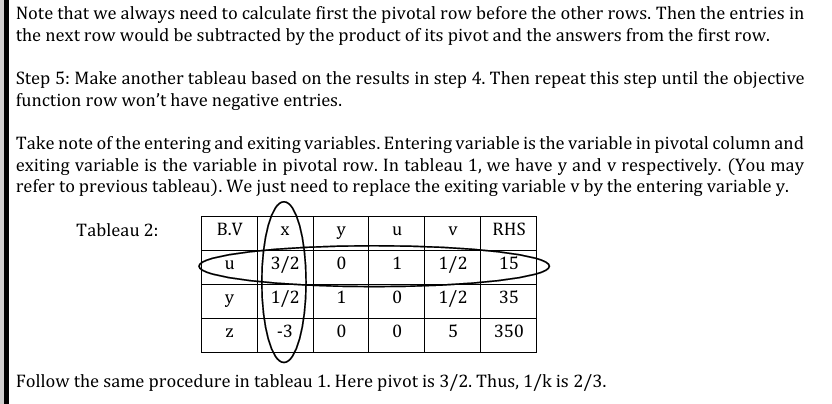 Note that we always need to calculate first the pivotal row before the other rows. Then the entries in
the next row would be subtracted by the product of its pivot and the answers from the first row.
Step 5: Make another tableau based on the results in step 4. Then repeat this step until the objective
function row won't have negative entries.
Take note of the entering and exiting variables. Entering variable is the variable in pivotal column and
exiting variable is the variable in pivotal row. In tableau 1, we have y and v respectively. (You may
refer to previous tableau). We just need to replace the exiting variable v by the entering variable y.
Tableau 2: B.V x y u v RHS
u 3/2 0 1 1/2 15
y 1/2 1 0 1/2 35
z -3 0 0 5 350
Follow the same procedure in tableau 1. Here pivot is 3/2. Thus, 1/k is 2/3.